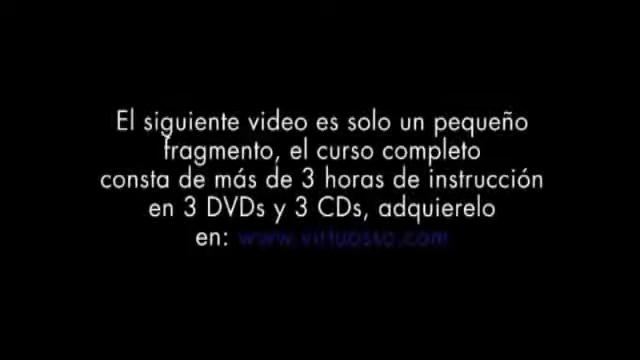 El siguiente video es solo un pequeño
fragmento, el curso completo
consta de más de 3 horas de instrucción
en 3 DVDs y 3 CDs, adquierelo
en: www.virtuosso.com